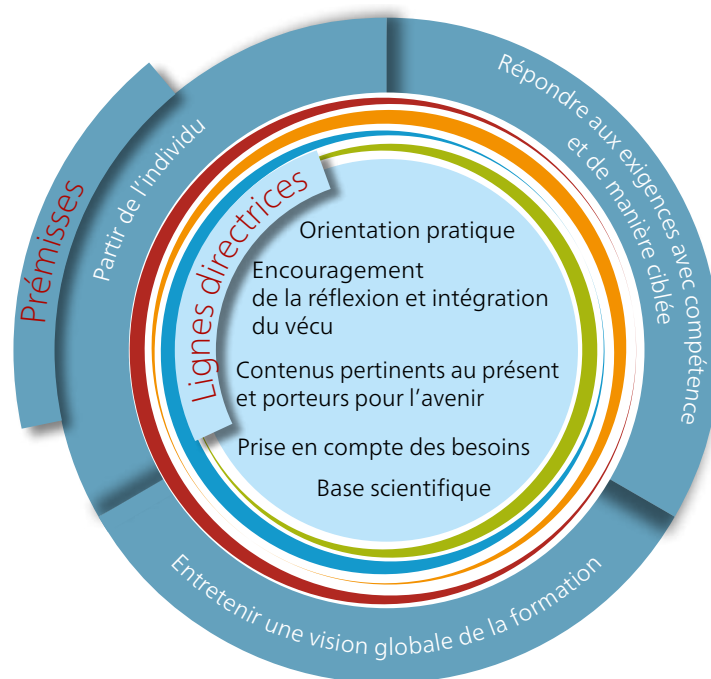 Prémisses
Partir de l'individu
Répondre aux exigences avec compétence
et de manière ciblée
Lignes directrices
Orientation pratique
Encouragement
de la réflexion et intégration
du vécu
Contenus pertinents au présent
et porteurs pour l'avenir
Prise en compte des besoins
Base scientifique
Entretenir une vision globale de la formation